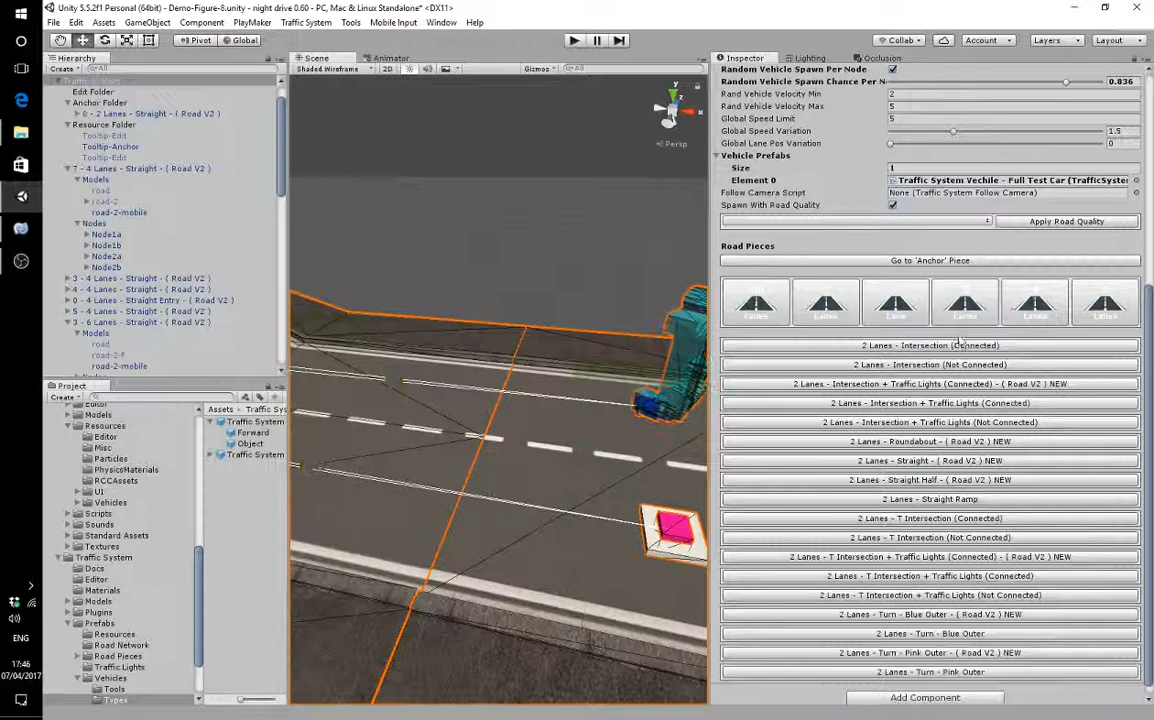 Unity 5.5.2f1 Personal (64bit) - Demo-Figure-8.unity - night drive 0.60 - PC, Mac & Linux Standalone* <DX11>
Edit Assets GameObject Component PlayMaker Traffic System Tools Mobile Input Window Help
Pivot Global Collab Account Layers Layout
Hierarchy
Create All
Edit Folder
Anchor Folder
0 - 2 Lanes - Straight - ( Road V2 )
Resource Folder
Tooltip-Edit
Tooltip-Anchor
Tooltip-Edit
7 - 4 Lanes - Straight - ( Road V2 )
Models
road
road-2
road-2-mobile
Nodes
Node1a
Node1b
Node2a
Node2b
3 - 4 Lanes - Straight - ( Road V2 )
4 - 4 Lanes - Straight - ( Road V2 )
0 - 4 Lanes - Straight Entry - ( Road V2 )
5 - 4 Lanes - Straight - ( Road V2 )
3 - 6 Lanes - Straight - ( Road V2 )
Models
road
road-2-f
road-2-mobile
Project
Create
Editor
Models
Resources
Editor
Misc
Particles
PhysicsMaterials
RCCAssets
UI
Vehicles
Scripts
Sounds
Standard Assets
Textures
Traffic System
Docs
Editor
Materials
Models
Plugins
Prefabs
Resources
Road Network
Road Pieces
Traffic Lights
Vehicles
Tools
Types
Assets Traffic Sys
Traffic System
Forward
Object
Traffic System
Scene Animator
Shaded Wireframe 2D Gizmos All
y
x
Persp
Inspector Lighting Occlusion
Random Vehicle Spawn Per Node
Random Vehicle Spawn Chance Per N 0.836
Rand Vehicle Velocity Min 2
Rand Vehicle Velocity Max 5
Global Speed Limit 5
Global Speed Variation 1.5
Global Lane Pos Variation 0
Vehicle Prefabs
Size 1
Element 0 Traffic System Vechile - Full Test Car (TrafficSyster
Follow Camera Script None (Traffic System Follow Camera)
Spawn With Road Quality
Apply Road Quality
Road Pieces
Go to 'Anchor' Piece
2 Lanes - Intersection (Connected)
2 Lanes - Intersection (Not Connected)
2 Lanes - Intersection + Traffic Lights (Connected) - ( Road V2 ) NEW
2 Lanes - Intersection + Traffic Lights (Connected)
2 Lanes - Intersection + Traffic Lights (Not Connected)
2 Lanes - Roundabout - ( Road V2 ) NEW
2 Lanes - Straight - ( Road V2 ) NEW
2 Lanes - Straight Half - ( Road V2 ) NEW
2 Lanes - Straight Ramp
2 Lanes - T Intersection (Connected)
2 Lanes - T Intersection (Not Connected)
2 Lanes - T Intersection + Traffic Lights (Connected) - ( Road V2 ) NEW
2 Lanes - T Intersection + Traffic Lights (Connected)
2 Lanes - T Intersection + Traffic Lights (Not Connected)
2 Lanes - Turn - Blue Outer - ( Road V2 ) NEW
2 Lanes - Turn - Blue Outer
2 Lanes - Turn - Pink Outer - ( Road V2 ) NEW
2 Lanes - Turn - Pink Outer
Add Component
ENG
17:46
07/04/2017